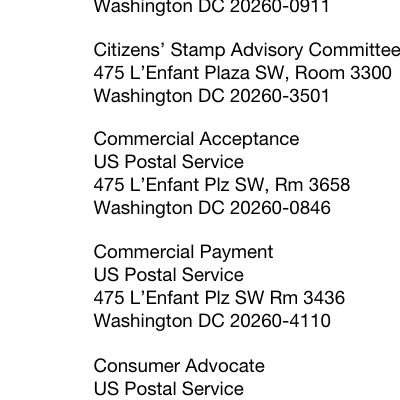 Washington DC 20260-0911
Citizens’ Stamp Advisory Committee
475 L’Enfant Plaza SW, Room 3300
Washington DC 20260-3501
Commercial Acceptance
US Postal Service
475 L’Enfant Plz SW, Rm 3658
Washington DC 20260-0846
Commercial Payment
US Postal Service
475 L’Enfant Plz SW Rm 3436
Washington DC 20260-4110
Consumer Advocate
US Postal Service